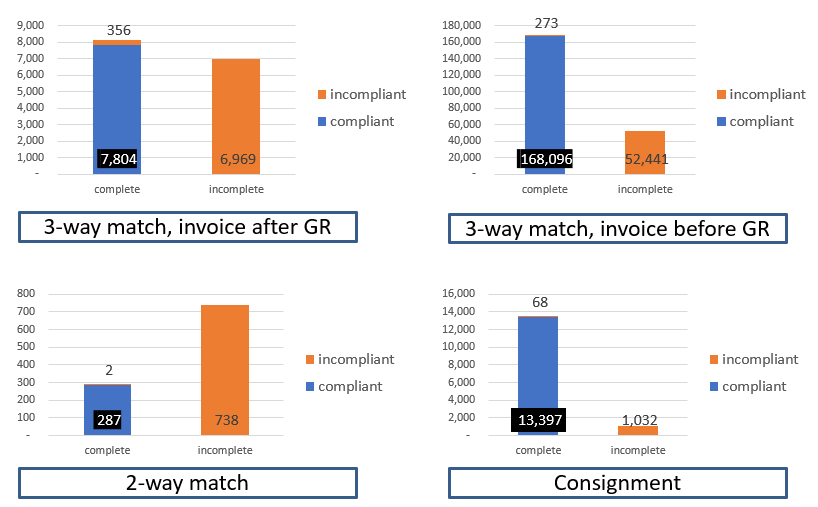 9,000
8,000
7,000
6,000
5,000
4,000
3,000
2,000
1,000
-
356
7,804
6,969
complete
incomplete
incompliant
compliant
3-way match, invoice after GR
180,000
160,000
140,000
120,000
100,000
80,000
60,000
40,000
20,000
-
273
168,096
52,441
complete
incomplete
incompliant
compliant
3-way match, invoice before GR
800
700
600
500
400
300
200
100
-
2
287
738
complete
incomplete
incompliant
compliant
2-way match
16,000
14,000
12,000
10,000
8,000
6,000
4,000
2,000
-
68
13,397
1,032
complete
incomplete
incompliant
compliant
Consignment